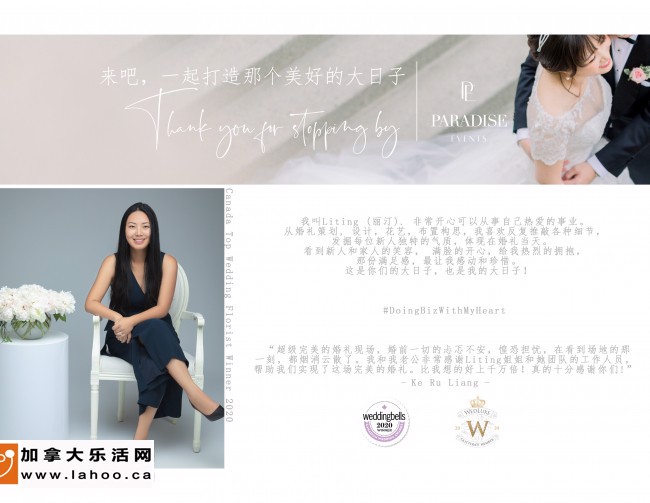 来吧，一起打造那个美好的大日子
Thank you for stopping by
PARADISE
EVENTS
Canada Top Wedding Florist Winner 2020
我叫Liting (丽汀)，非常开心可以从事自己热爱的事业。
从婚礼策划，设计，花艺，布置构思，我喜欢反复推敲各种细节，
发掘每位新人独特的气质，体现在婚礼当天。
看到新人和家人的笑容， 满脸的开心，给我热烈的拥抱，
那份满足感，最让我感动和珍惜。
这是你们的大日子，也是我的大日子！
#DoingBizWithMyHeart
“超级完美的婚礼现场，婚前一切的忐忑不安，惶恐担忧，在看到场地的那
一刻，都烟消云散了。我和我老公非常感谢Liting姐姐和她团队的工作人员，
帮助我们实现了这场完美的婚礼。比我想的好上千万倍！真的十分感谢你们！”
- Ke Ru Liang -
weddingbells
2020
WINNER
WEDLUXE
W
加拿大乐活网
www.lahoo.ca